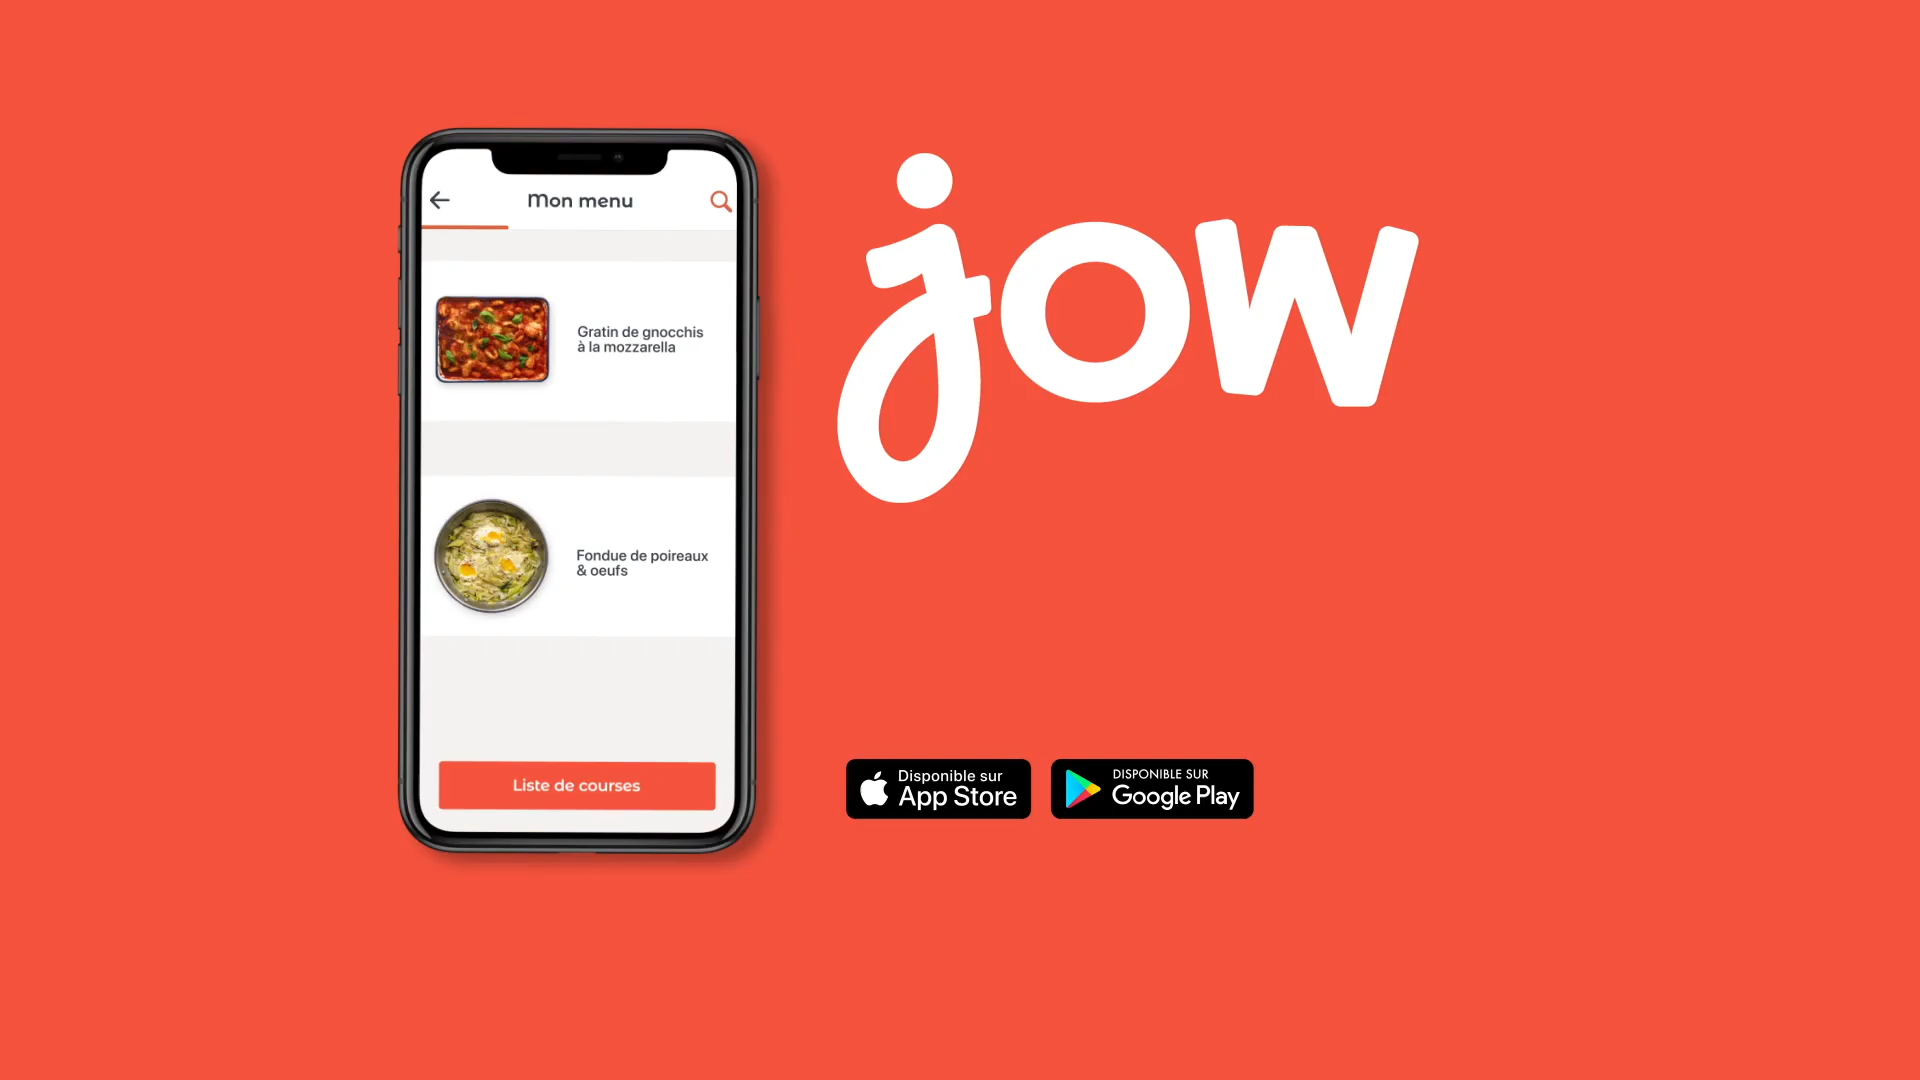 Mon menu
Gratin de gnocchis
à la mozzarella
Fondue de poireaux
& oeufs
Liste de courses
jow
Disponible sur
App Store
DISPONIBLE SUR
Google Play